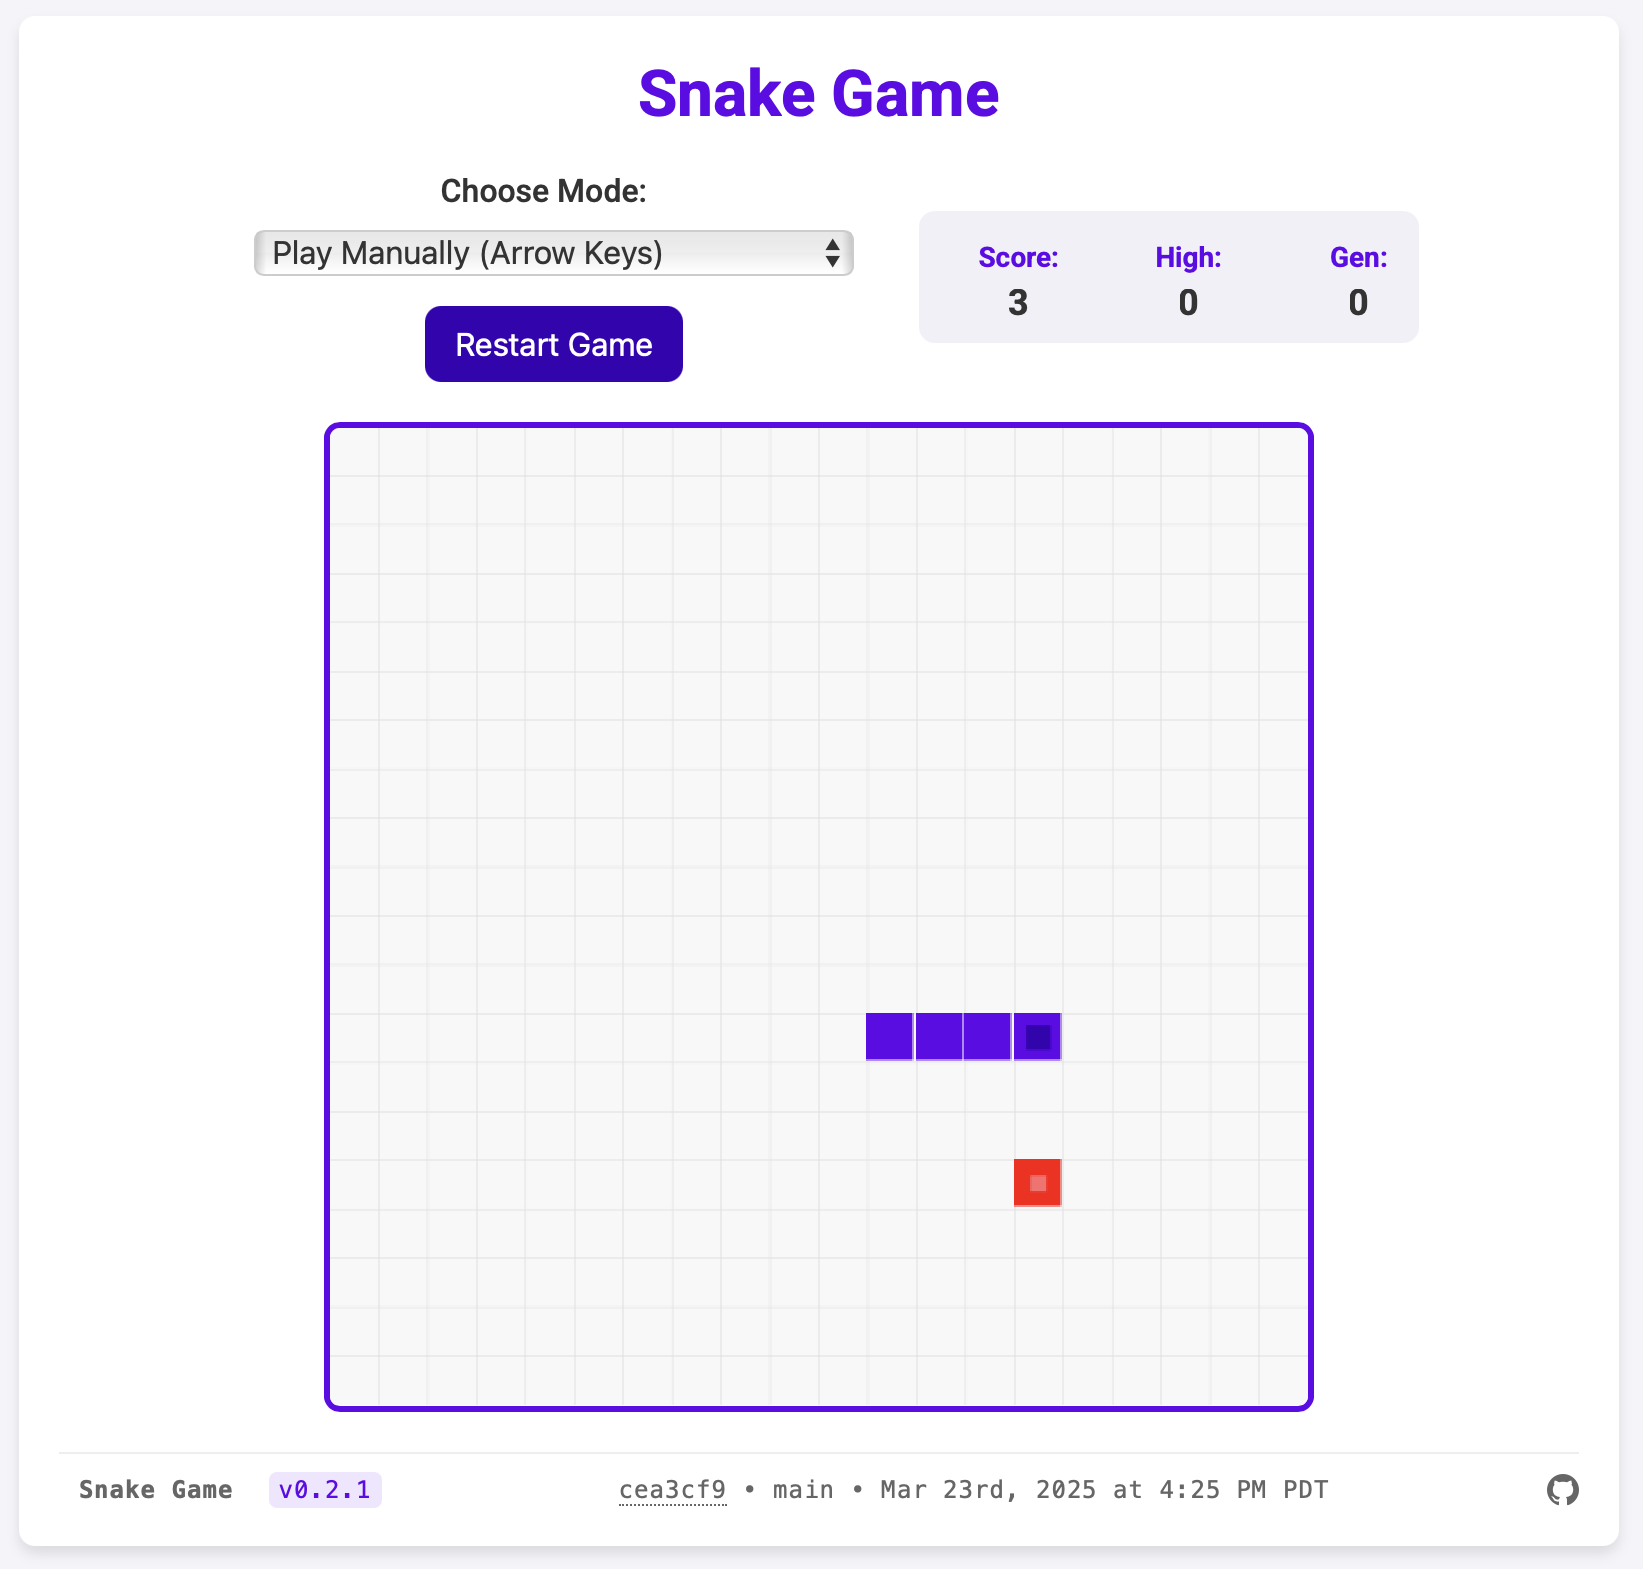 Snake Game
Choose Mode:
Play Manually (Arrow Keys)
Restart Game
Score: High: Gen:
3 0 0
Snake Game v0.2.1 cea3cf9 • main • Mar 23rd, 2025 at 4:25 PM PDT